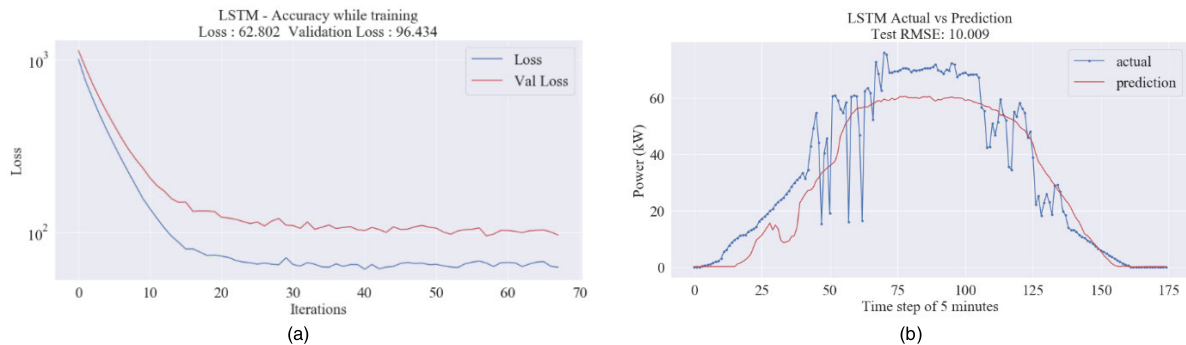 LSTM - Accuracy while training
Loss : 62.802 Validation Loss : 96.434
10³
10²
Loss
Loss
Val Loss
0 10 20 30 40 50 60 70
Iterations
(a)
LSTM Actual vs Prediction
Test RMSE: 10.009
actual
prediction
60
40
20
0
Power (kW)
0 25 50 75 100 125 150 175
Time step of 5 minutes
(b)